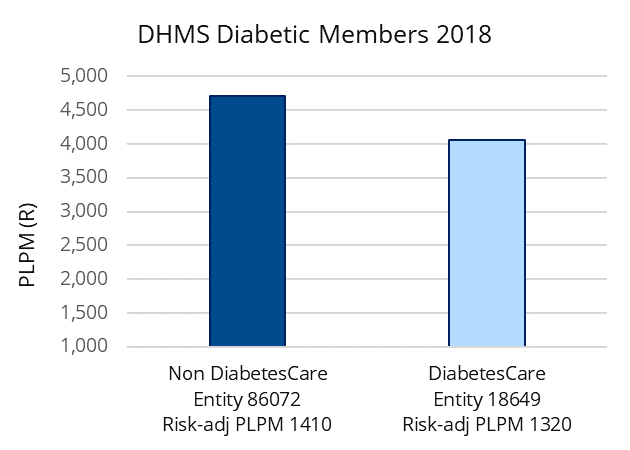 DHMS Diabetic Members 2018
PLPM (R)
5,000
4,500
4,000
3,500
3,000
2,500
2,000
1,500
1,000
Non DiabetesCare
Entity 86072
Risk-adj PLPM 1410
DiabetesCare
Entity 18649
Risk-adj PLPM 1320